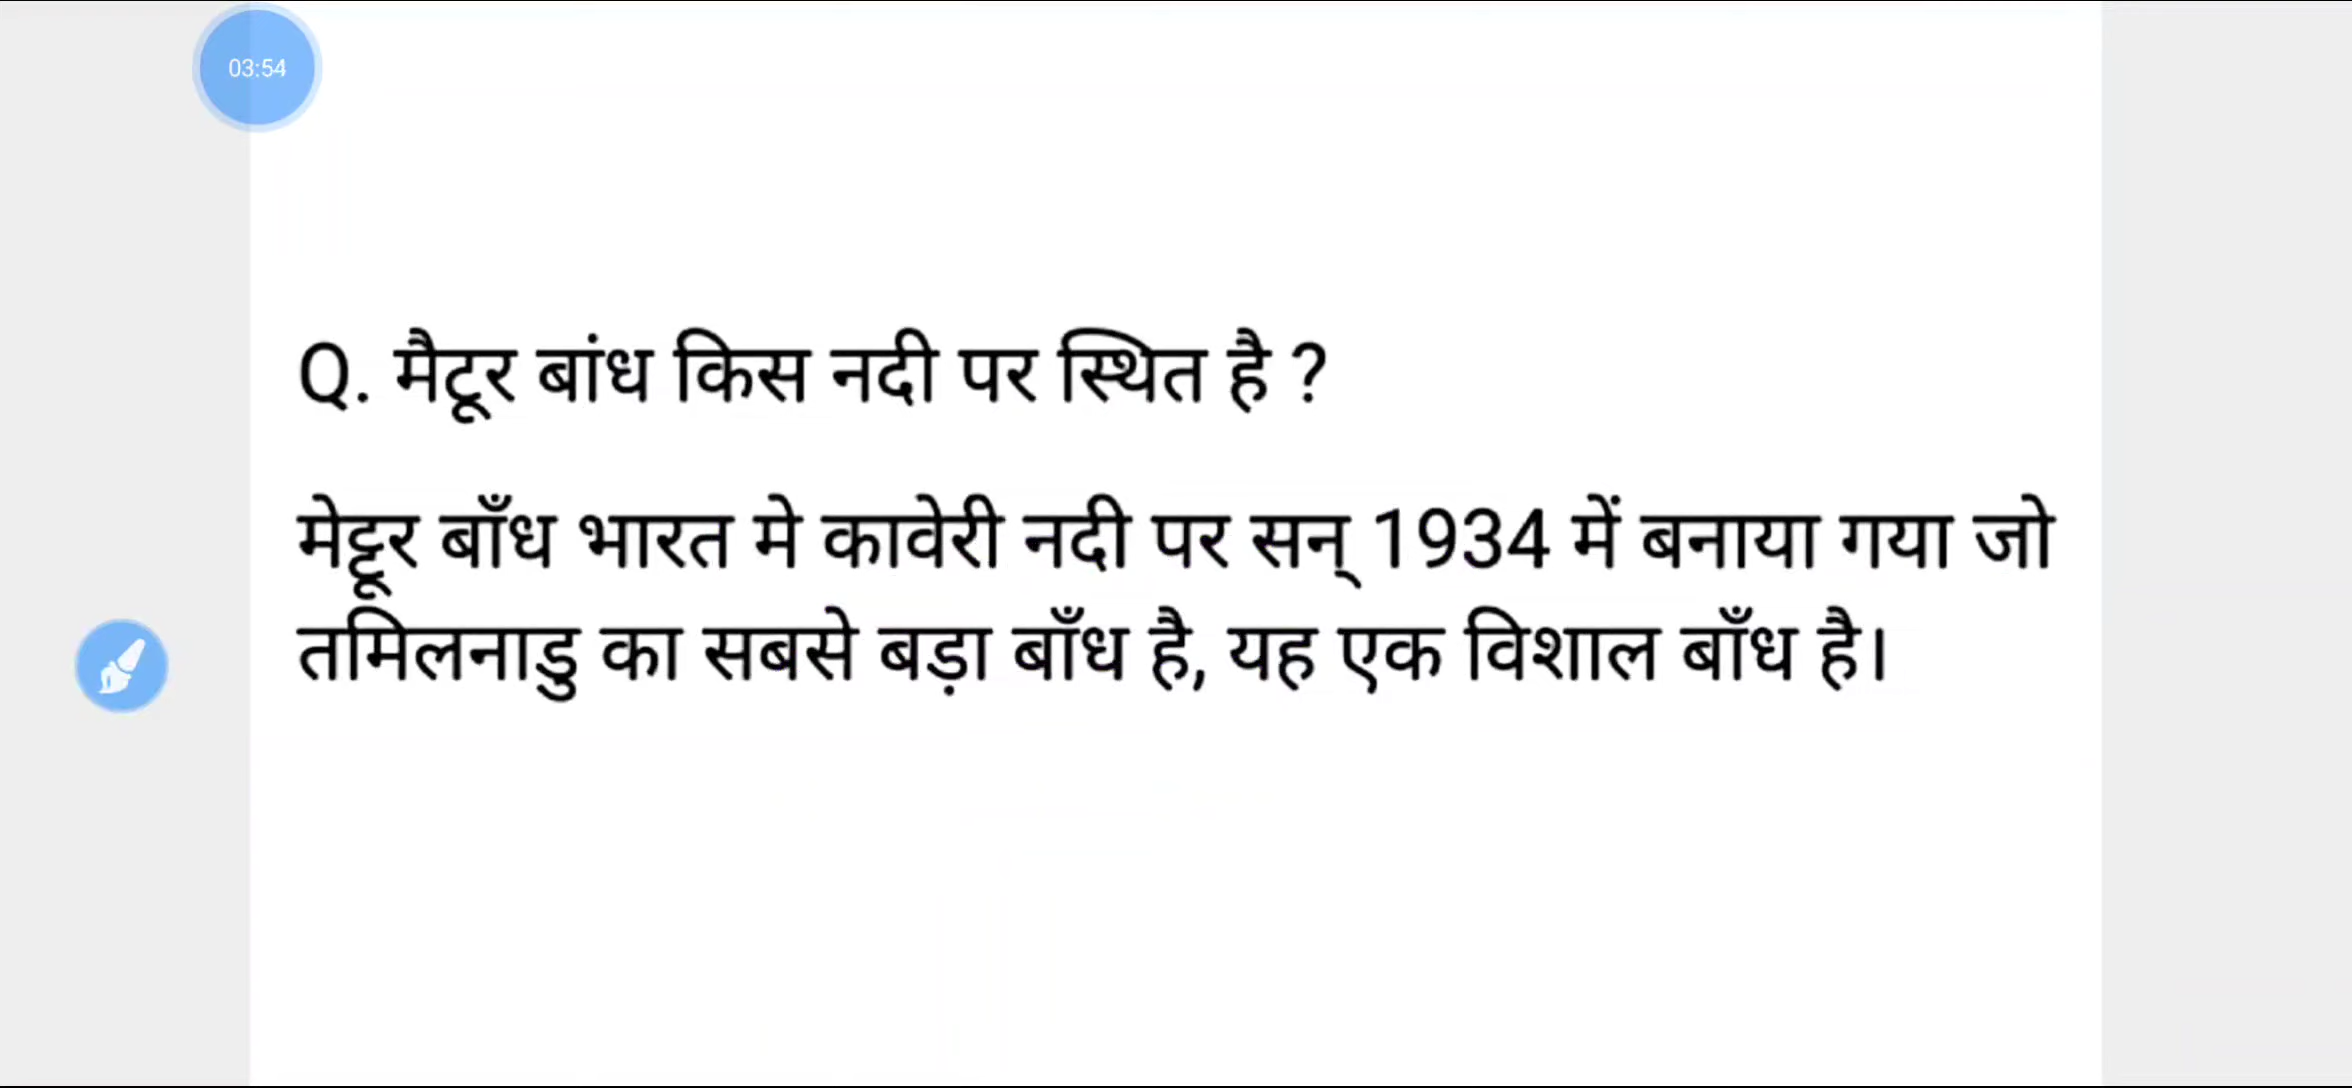 03:54
Q. मैटूर बांध किस नदी पर स्थित है ?
मेट्टूर बाँध भारत मे कावेरी नदी पर सन् 1934 में बनाया गया जो
तमिलनाडु का सबसे बड़ा बाँध है, यह एक विशाल बाँध है।